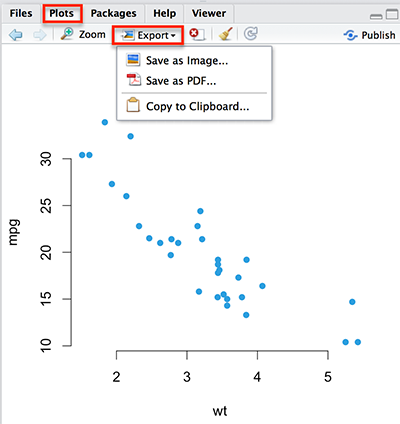 Files Plots Packages Help Viewer
Zoom Export Publish
Save as Image...
Save as PDF...
Copy to Clipboard...
30
25
20
15
10
mpg
2 3 4 5
wt